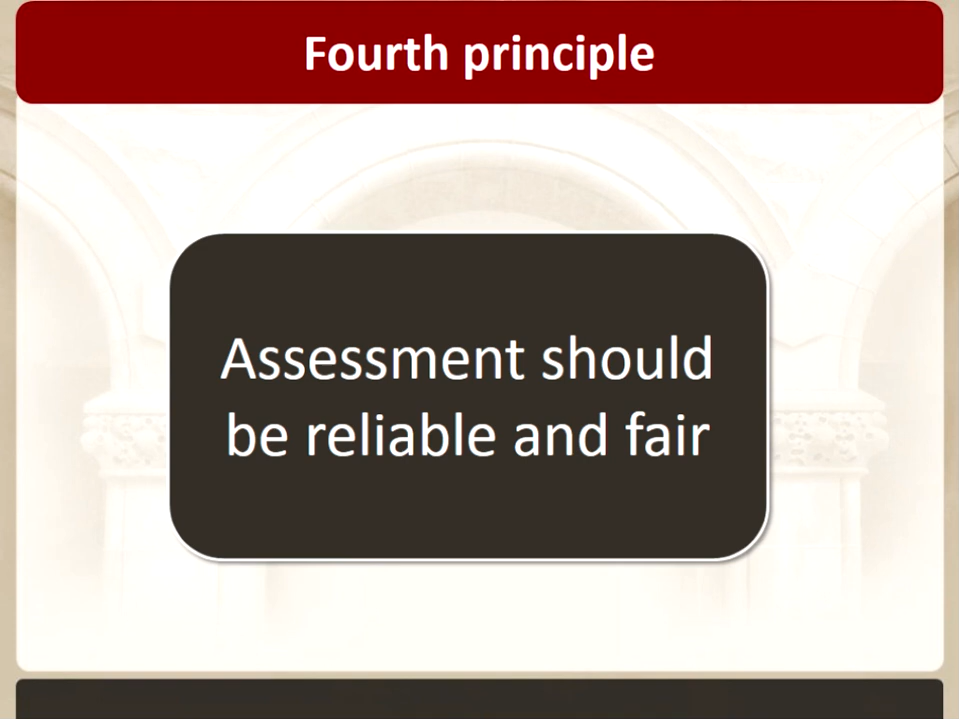 Fourth principle
Assessment should
be reliable and fair